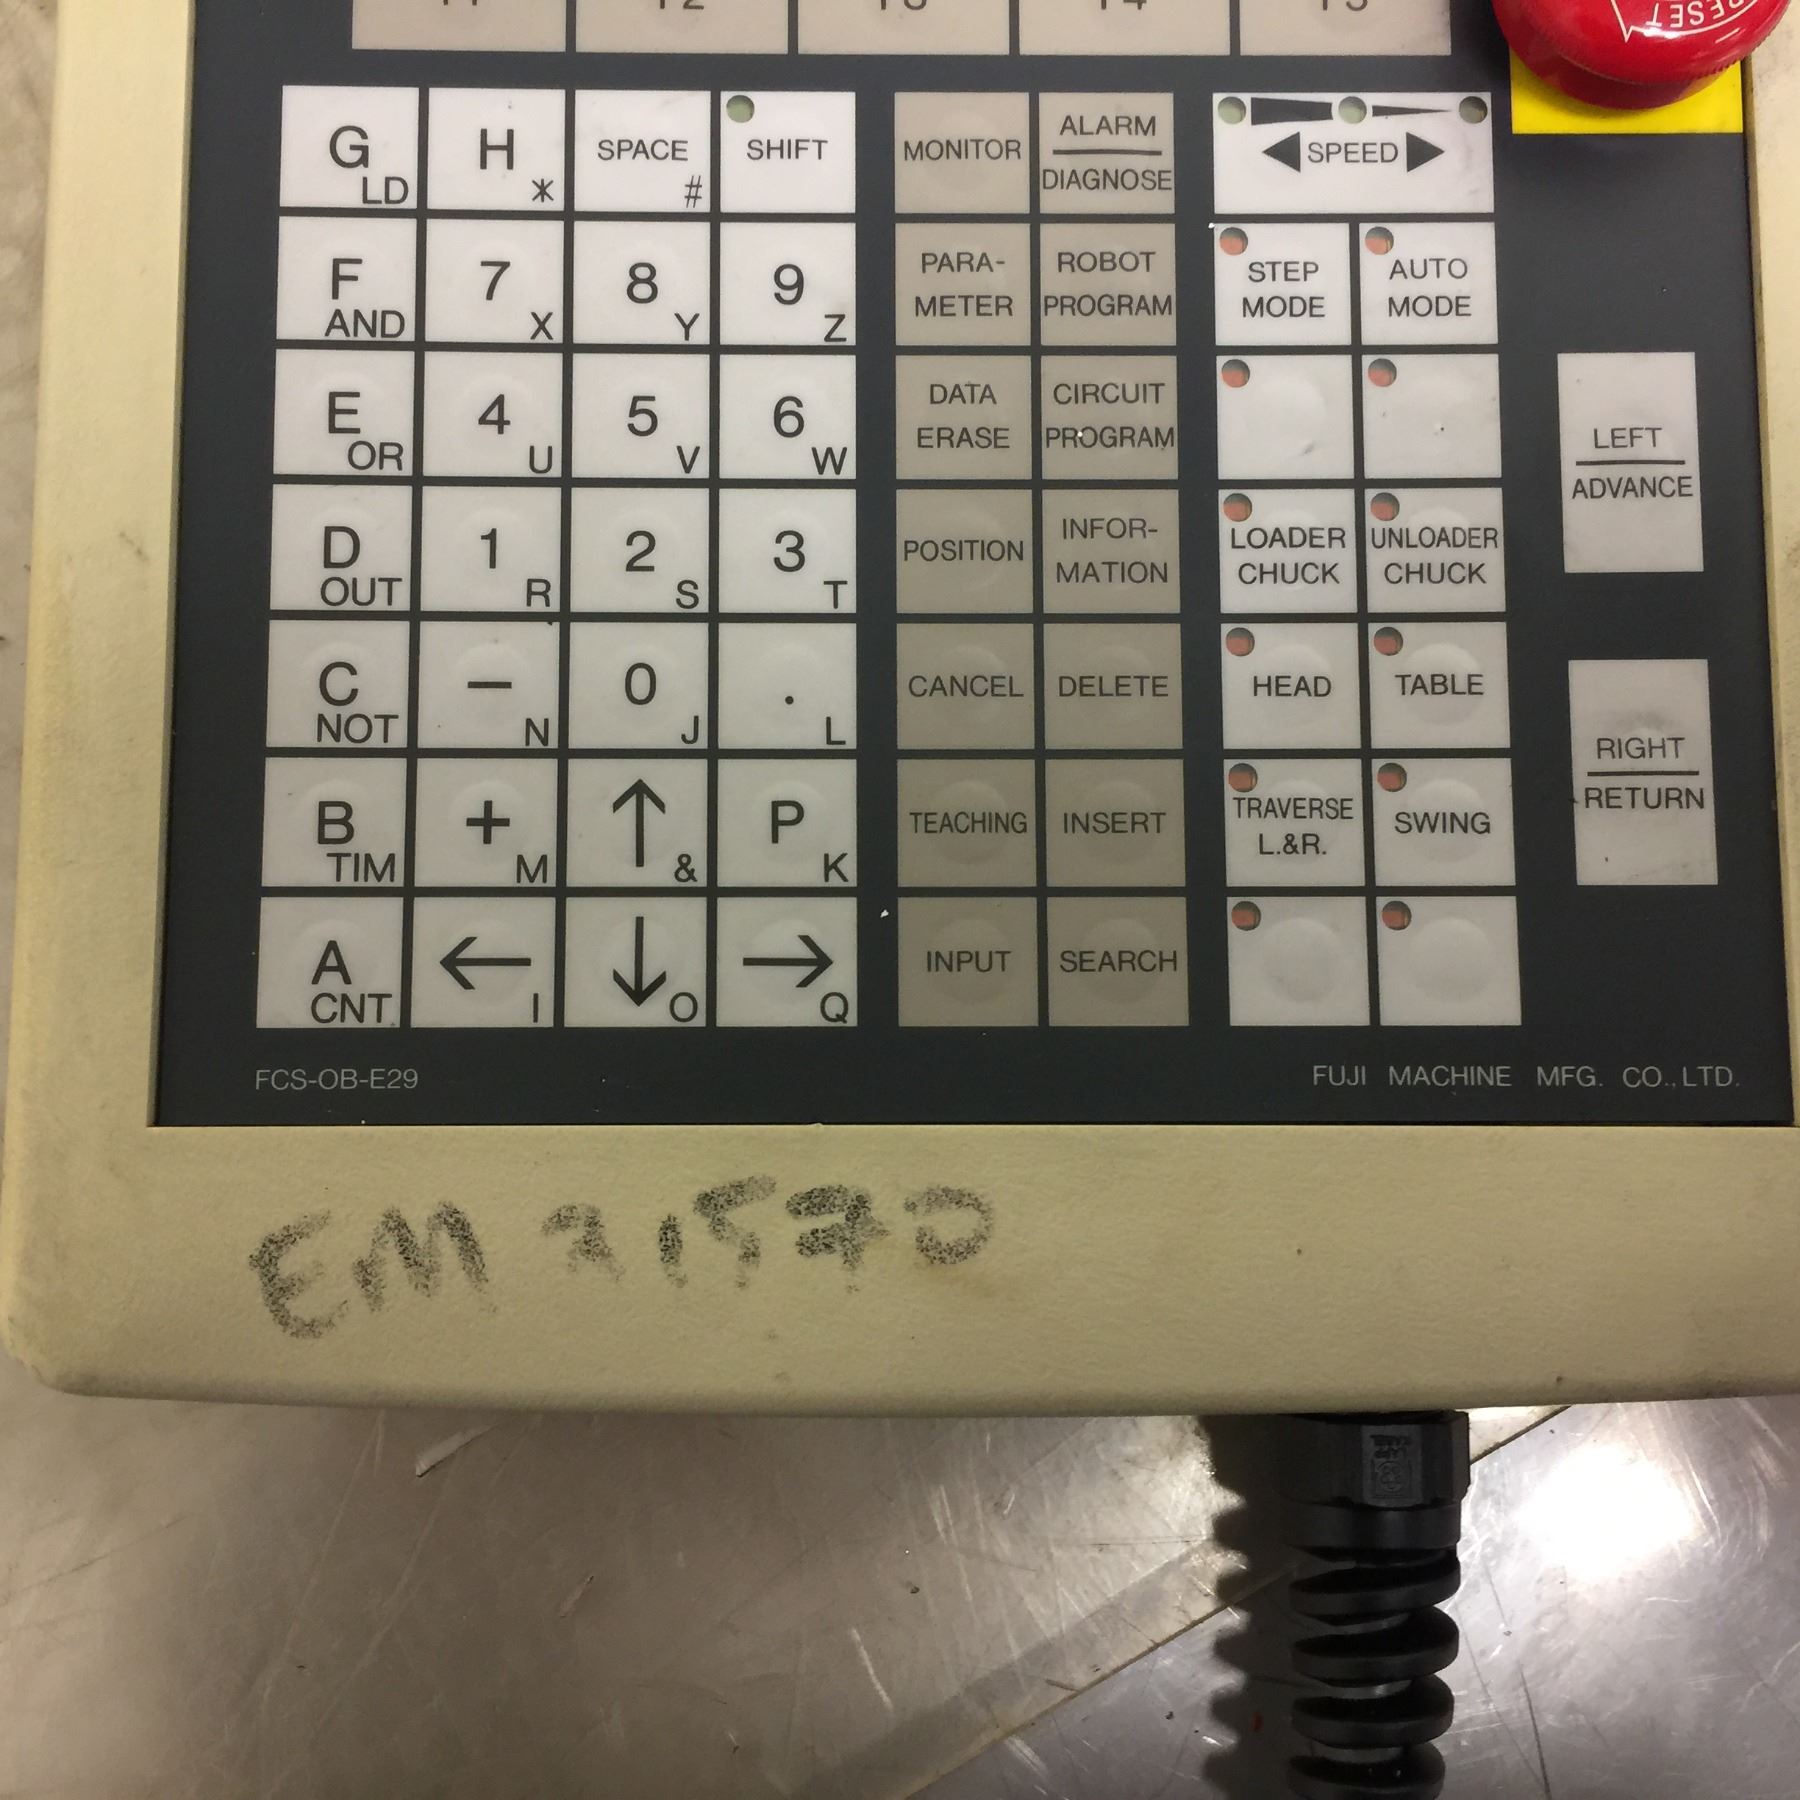 RESET
G LD H * SPACE # SHIFT MONITOR ALARM DIAGNOSE SPEED
F AND 7 X 8 Y 9 Z PARA-METER ROBOT PROGRAM STEP MODE AUTO MODE
E OR 4 U 5 V 6 W DATA ERASE CIRCUIT PROGRAM LEFT ADVANCE
D OUT 1 R 2 S 3 T POSITION INFOR-MATION LOADER CHUCK UNLOADER CHUCK
C NOT − N 0 J . L CANCEL DELETE HEAD TABLE RIGHT RETURN
B TIM + M ↑ & P K TEACHING INSERT TRAVERSE L.&R. SWING
A CNT ← I ↓ O → Q INPUT SEARCH
FCS-OB-E29 FUJI MACHINE MFG. CO.,LTD.
EM